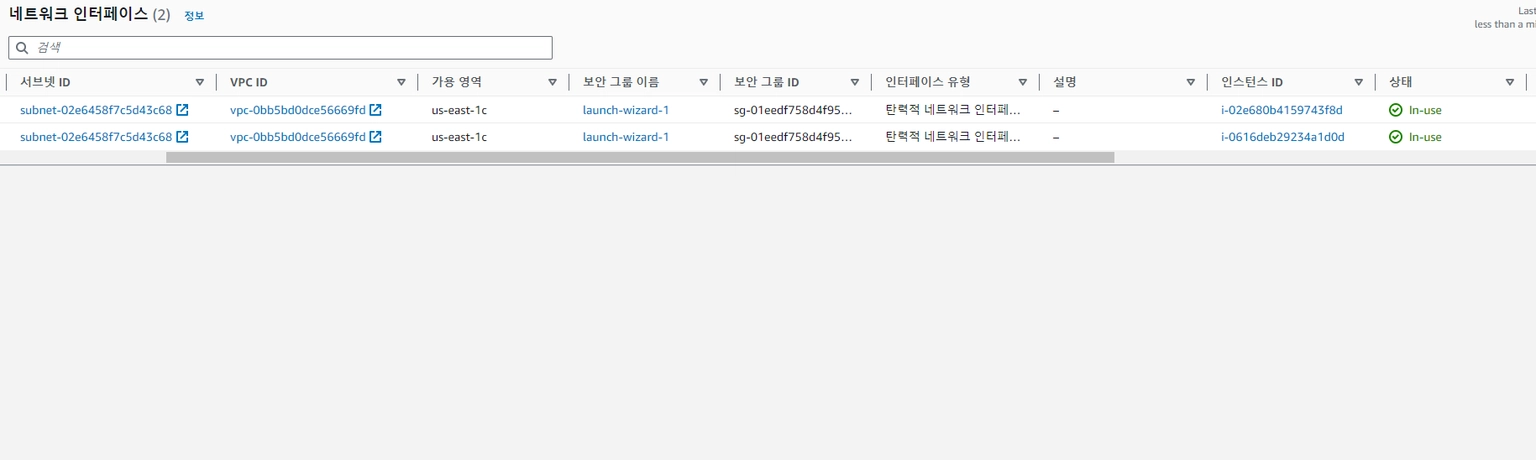 네트워크 인터페이스 (2) 정보
Last
less than a mi
검색
서브넷 ID VPC ID 가용 영역 보안 그룹 이름 보안 그룹 ID 인터페이스 유형 설명 인스턴스 ID 상태
subnet-02e6458f7c5d43c68 vpc-0bb5bd0dce56669fd us-east-1c launch-wizard-1 sg-01eedf758d4f95... 탄력적 네트워크 인터페... – i-02e680b4159743f8d In-use
subnet-02e6458f7c5d43c68 vpc-0bb5bd0dce56669fd us-east-1c launch-wizard-1 sg-01eedf758d4f95... 탄력적 네트워크 인터페... – i-0616deb29234a1d0d In-use